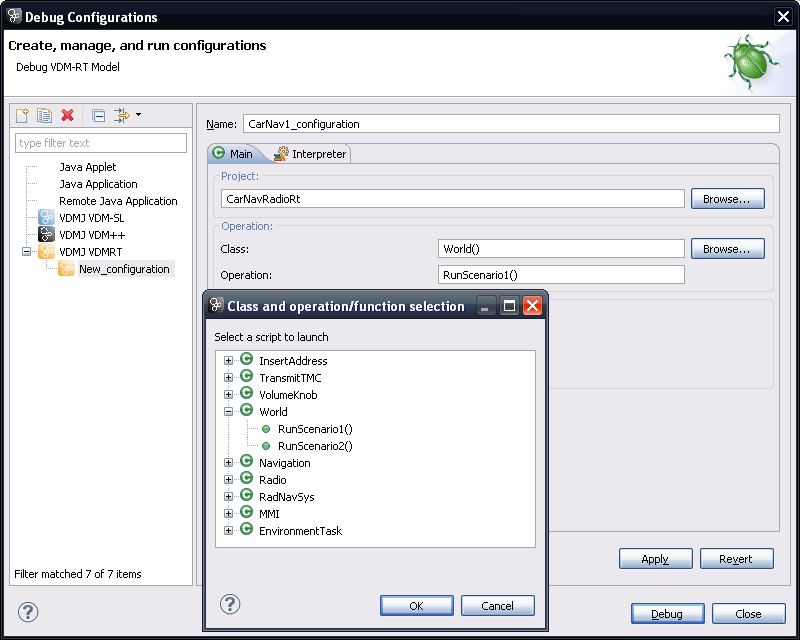 Debug Configurations
Create, manage, and run configurations
Debug VDM-RT Model
type filter text
Java Applet
Java Application
Remote Java Application
VDMJ VDM-SL
VDMJ VDM++
VDMJ VDMRT
New_configuration
Filter matched 7 of 7 items
Name: CarNav1_configuration
Main Interpreter
Project:
CarNavRadioRt Browse...
Operation:
Class: World() Browse...
Operation: RunScenario1()
Class and operation/function selection
Select a script to launch
InsertAddress
TransmitTMC
VolumeKnob
World
RunScenario1()
RunScenario2()
Navigation
Radio
RadNavSys
MMI
EnvironmentTask
OK Cancel
Apply Revert
Debug Close